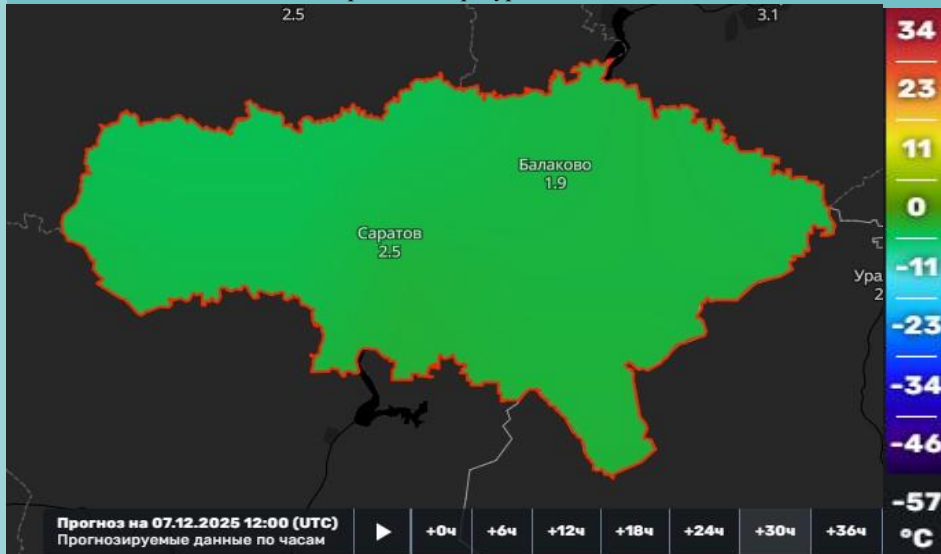 2.5
3.1
Балаково
1.9
Саратов
2.5
Ура
2
34
23
11
0
-11
-23
-34
-46
-57
°C
Прогноз на 07.12.2025 12:00 (UTC)
Прогнозируемые данные по часам
+0ч +6ч +12ч +18ч +24ч +30ч +36ч